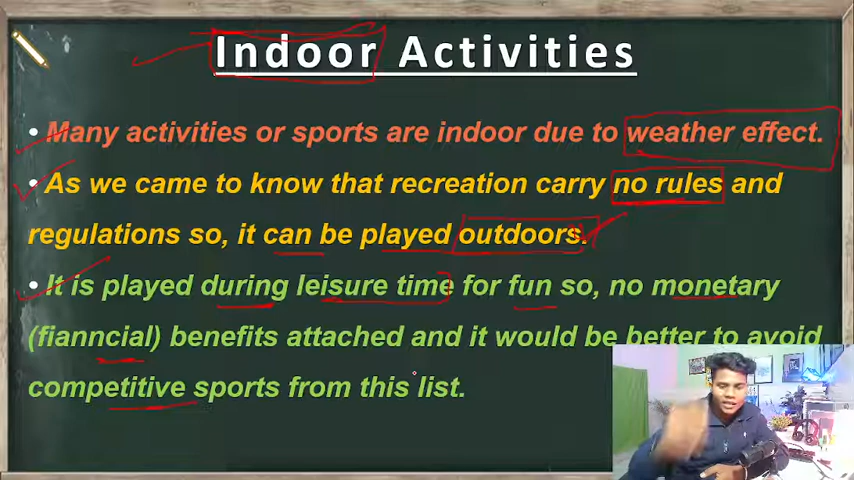 Indoor Activities
• Many activities or sports are indoor due to weather effect.
• As we came to know that recreation carry no rules and
regulations so, it can be played outdoors.
• It is played during leisure time for fun so, no monetary
(fianncial) benefits attached and it would be better to avoid
competitive sports from this list.